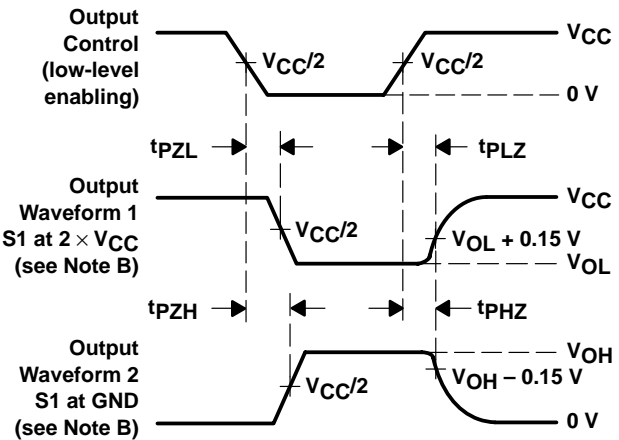 Output
Control
(low-level
enabling)
VCC/2
VCC/2
VCC
0 V
tPZL
tPLZ
Output
Waveform 1
S1 at 2 × VCC
(see Note B)
VCC/2
VCC
VOL + 0.15 V
VOL
tPZH
tPHZ
Output
Waveform 2
S1 at GND
(see Note B)
VCC/2
VOH
VOH – 0.15 V
0 V